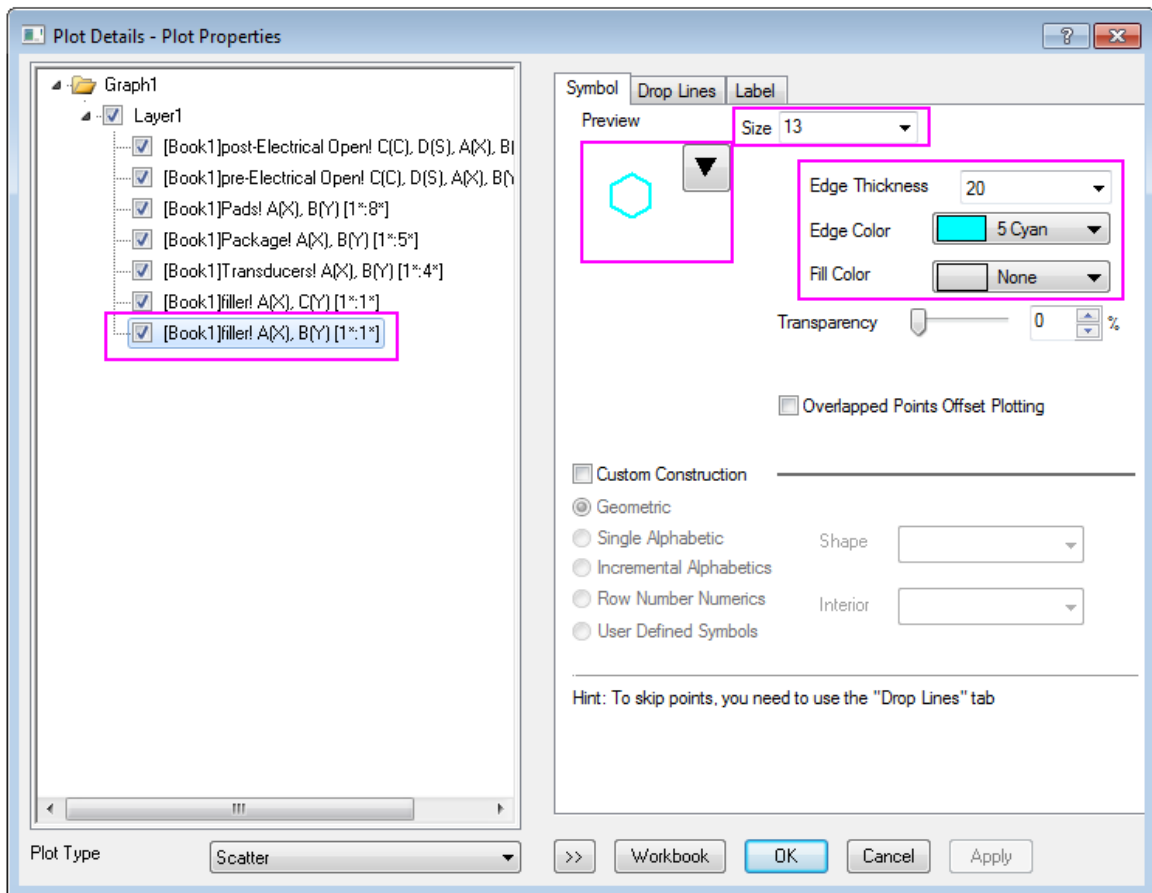 Plot Details - Plot Properties
Graph1
Layer1
[Book1]post-Electrical Open! C(C), D(S), A(X), B(
[Book1]pre-Electrical Open! C(C), D(S), A(X), B(Y
[Book1]Pads! A(X), B(Y) [1*:8*]
[Book1]Package! A(X), B(Y) [1*:5*]
[Book1]Transducers! A(X), B(Y) [1*:4*]
[Book1]filler! A(X), C(Y) [1*:1*]
[Book1]filler! A(X), B(Y) [1*:1*]
Plot Type
Scatter
Symbol Drop Lines Label
Preview
Size 13
Edge Thickness 20
Edge Color 5 Cyan
Fill Color None
Transparency 0 %
Overlapped Points Offset Plotting
Custom Construction
Geometric
Single Alphabetic
Incremental Alphabetics
Row Number Numerics
User Defined Symbols
Shape
Interior
Hint: To skip points, you need to use the "Drop Lines" tab
>> Workbook OK Cancel Apply